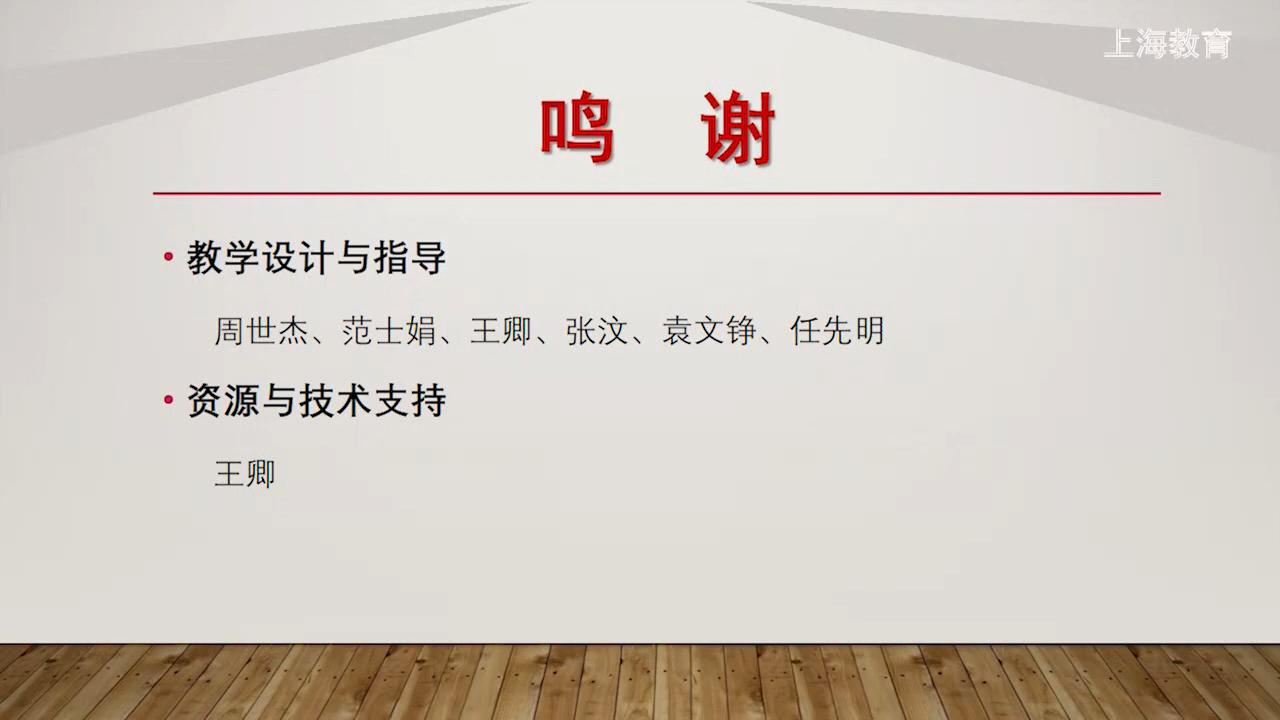 上海教育
鸣 谢
• 教学设计与指导
周世杰、范士娟、王卿、张汶、袁文铮、任先明
• 资源与技术支持
王卿